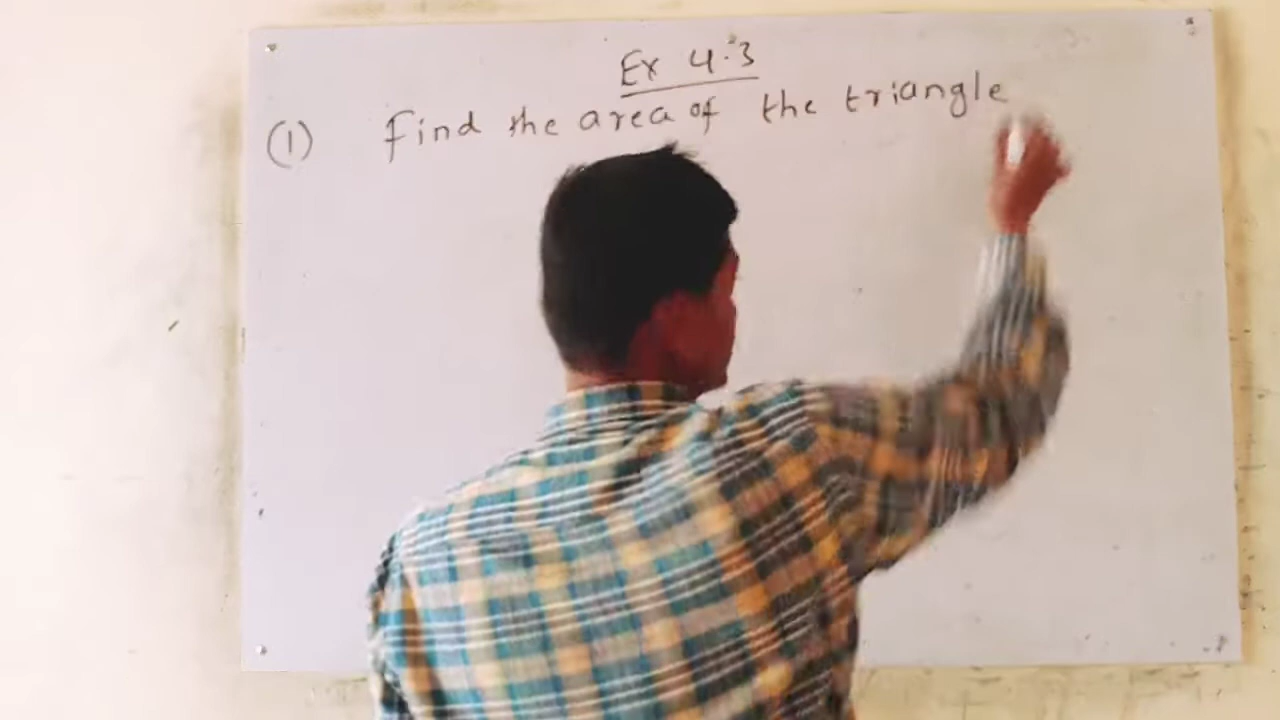 Ex 4.3
(1) Find the area of the triangle